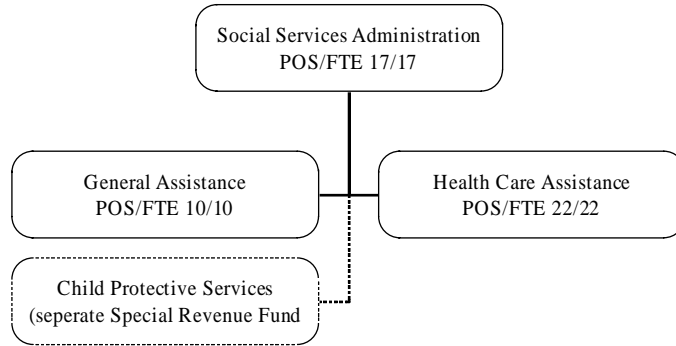 Social Services Administration
POS/FTE 17/17
General Assistance
POS/FTE 10/10
Health Care Assistance
POS/FTE 22/22
Child Protective Services
(seperate Special Revenue Fund